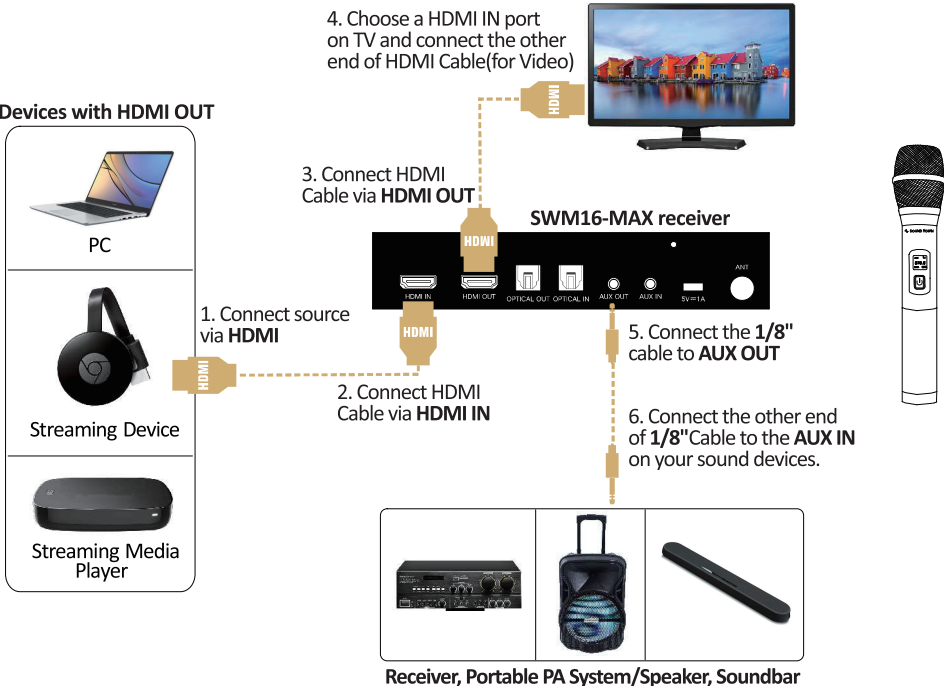 4. Choose a HDMI IN port
on TV and connect the other
end of HDMI Cable(for Video)
HDMI
Devices with HDMI OUT
PC
Streaming Device
Streaming Media
Player
3. Connect HDMI
Cable via HDMI OUT
HDMI
SWM16-MAX receiver
HDMI IN
HDMI OUT
OPTICAL OUT
OPTICAL IN
AUX OUT
AUX IN
5V⎓1A
ANT
1. Connect source
via HDMI
HDMI
HDMI
2. Connect HDMI
Cable via HDMI IN
5. Connect the 1/8"
cable to AUX OUT
6. Connect the other end
of 1/8"Cable to the AUX IN
on your sound devices.
Receiver, Portable PA System/Speaker, Soundbar